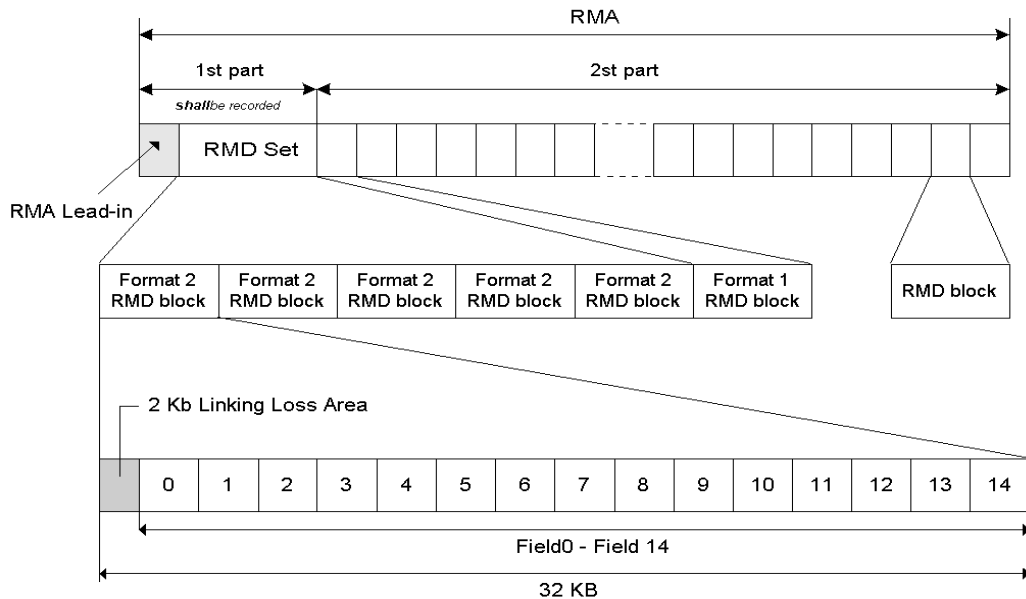 RMA
1st part
2st part
shallbe recorded
RMD Set
RMA Lead-in
Format 2
RMD block
Format 2
RMD block
Format 2
RMD block
Format 2
RMD block
Format 2
RMD block
Format 1
RMD block
RMD block
2 Kb Linking Loss Area
0 1 2 3 4 5 6 7 8 9 10 11 12 13 14
Field0 - Field 14
32 KB